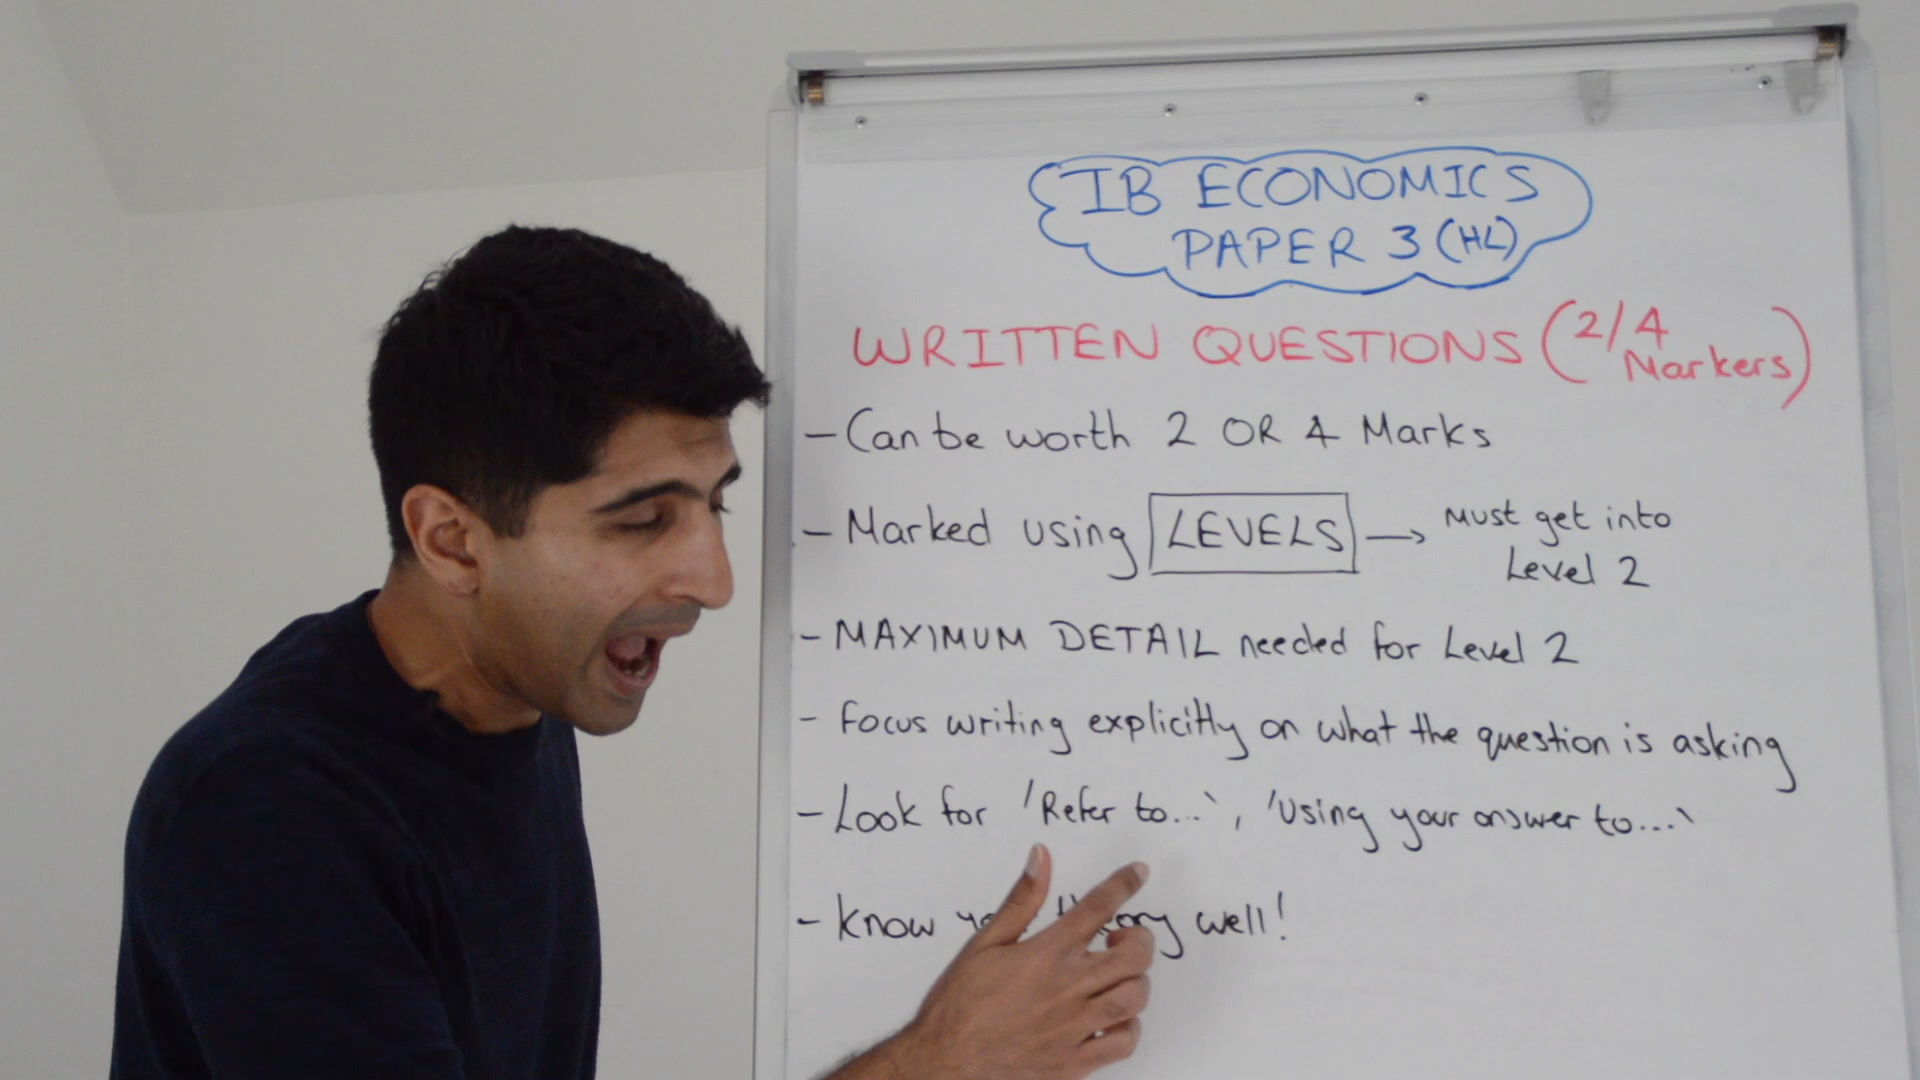 IB ECONOMICS
PAPER 3 (HL)
WRITTEN QUESTIONS (2/4 Markers)
- Can be worth 2 OR 4 Marks
- Marked using LEVELS → Must get into Level 2
- MAXIMUM DETAIL needed for Level 2
- Focus writing explicitly on what the question is asking
- Look for 'Refer to...', 'Using your answer to...'
- Know well!